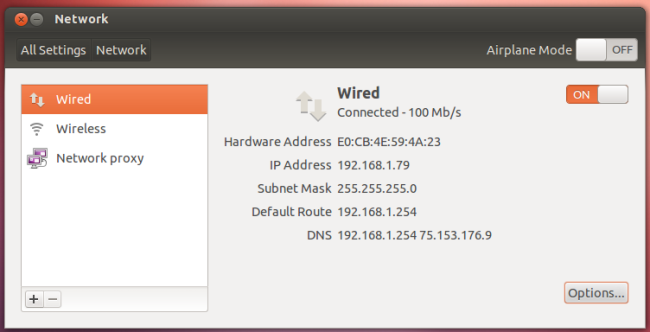 Network
All Settings Network
Airplane Mode OFF
Wired
Wireless
Network proxy
Wired
Connected - 100 Mb/s
ON
Hardware Address E0:CB:4E:59:4A:23
IP Address 192.168.1.79
Subnet Mask 255.255.255.0
Default Route 192.168.1.254
DNS 192.168.1.254 75.153.176.9
Options...